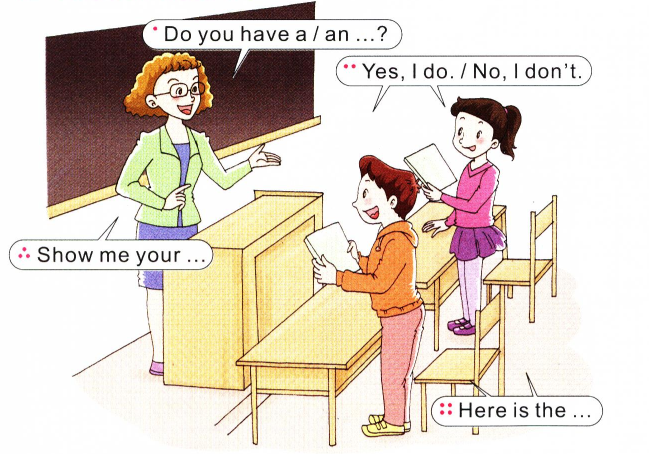 Do you have a / an ...?
Yes, I do. / No, I don't.
Show me your ...
Here is the ...